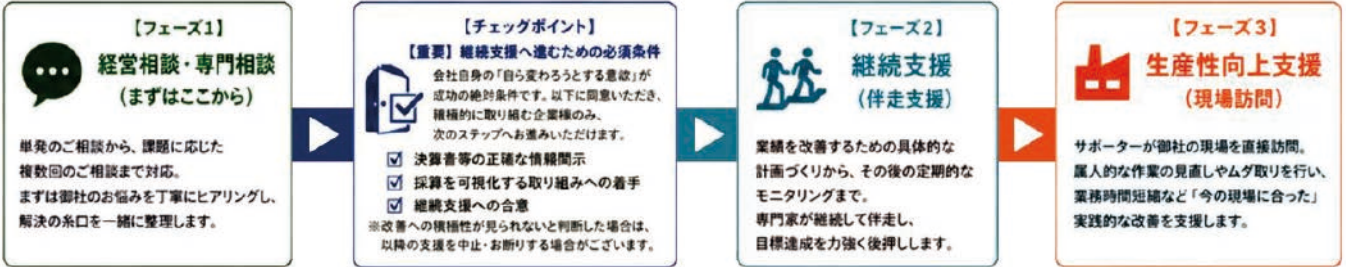 【フェーズ1】
経営相談・専門相談
(まずはここから)
単発のご相談から、課題に応じた
複数回のご相談まで対応。
まずは御社のお悩みを丁寧にヒアリングし、
解決の糸口を一緒に整理します。
【チェッグポイント】
【重要】継続支援へ進むための必須条件
会社自身の「自ら変わろうとする意欲」が
成功の絶対条件です。以下に同意いただき、
積極的に取り組む企業様のみ、
次のステップへお進みいただけます。
決算書等の正確な情報開示
採算を可視化する取り組みへの着手
継続支援への合意
※改善への積極性が見られないと判断した場合は、
以降の支援を中止・お断りする場合がございます。
【フェーズ2】
継続支援
(伴走支援)
業績を改善するための具体的な
計画づくりから、その後の定期的な
モニタリングまで。
専門家が継続して伴走し、
目標達成を力強く後押しします。
【フェーズ3】
生産性向上支援
(現場訪問)
サポーターが御社の現場を直接訪問。
属人的な作業の見直しやムダ取りを行い、
業務時間短縮など「今の現場に合った」
実践的な改善を支援します。